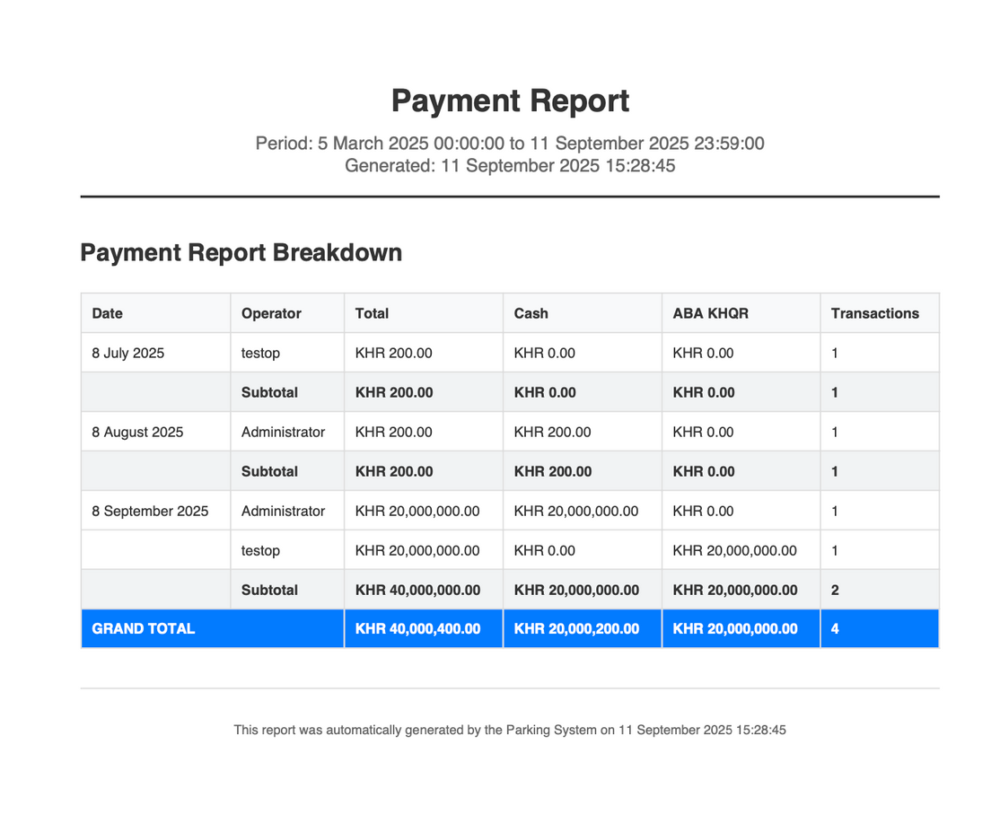 Payment Report
Period: 5 March 2025 00:00:00 to 11 September 2025 23:59:00
Generated: 11 September 2025 15:28:45
Payment Report Breakdown
Date Operator Total Cash ABA KHQR Transactions
8 July 2025 testop KHR 200.00 KHR 0.00 KHR 0.00 1
Subtotal KHR 200.00 KHR 0.00 KHR 0.00 1
8 August 2025 Administrator KHR 200.00 KHR 200.00 KHR 0.00 1
Subtotal KHR 200.00 KHR 200.00 KHR 0.00 1
8 September 2025 Administrator KHR 20,000,000.00 KHR 20,000,000.00 KHR 0.00 1
testop KHR 20,000,000.00 KHR 0.00 KHR 20,000,000.00 1
Subtotal KHR 40,000,000.00 KHR 20,000,000.00 KHR 20,000,000.00 2
GRAND TOTAL KHR 40,000,400.00 KHR 20,000,200.00 KHR 20,000,000.00 4
This report was automatically generated by the Parking System on 11 September 2025 15:28:45